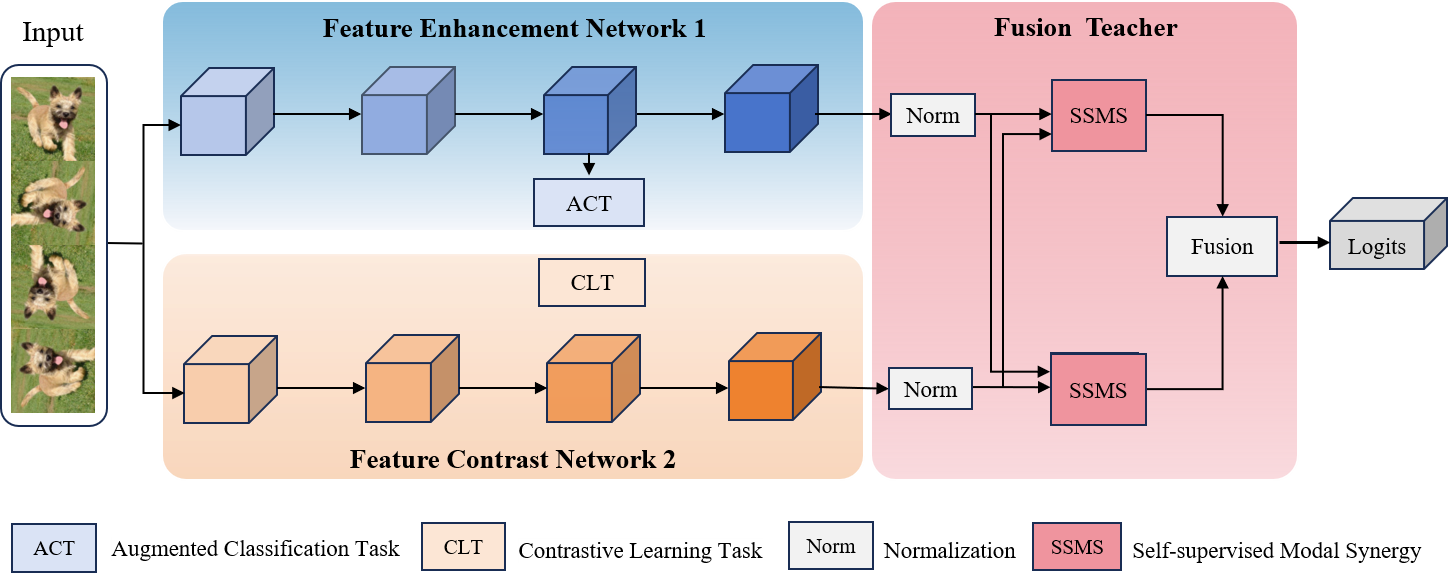 Input
Feature Enhancement Network 1
ACT
CLT
Feature Contrast Network 2
Fusion Teacher
Norm
SSMS
Fusion
Logits
Norm
SSMS
ACT Augmented Classification Task
CLT Contrastive Learning Task
Norm Normalization
SSMS Self-supervised Modal Synergy